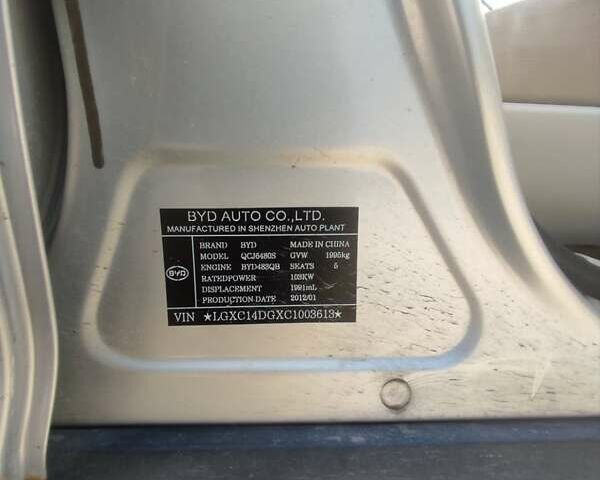 BYD AUTO CO.,LTD.
MANUFACTURED IN SHENZHEN AUTO PLANT
BRAND BYD MADE IN CHINA
MODEL QCJ6480S GVW 1995kg
ENGINE BYD483QB SEATS 5
RATEDPOWER 103KW
DISPLACEMENT 1991mL
PRODUCTION DATE 2012/01
BYD
VIN ★LGXC14DGXC1003613★